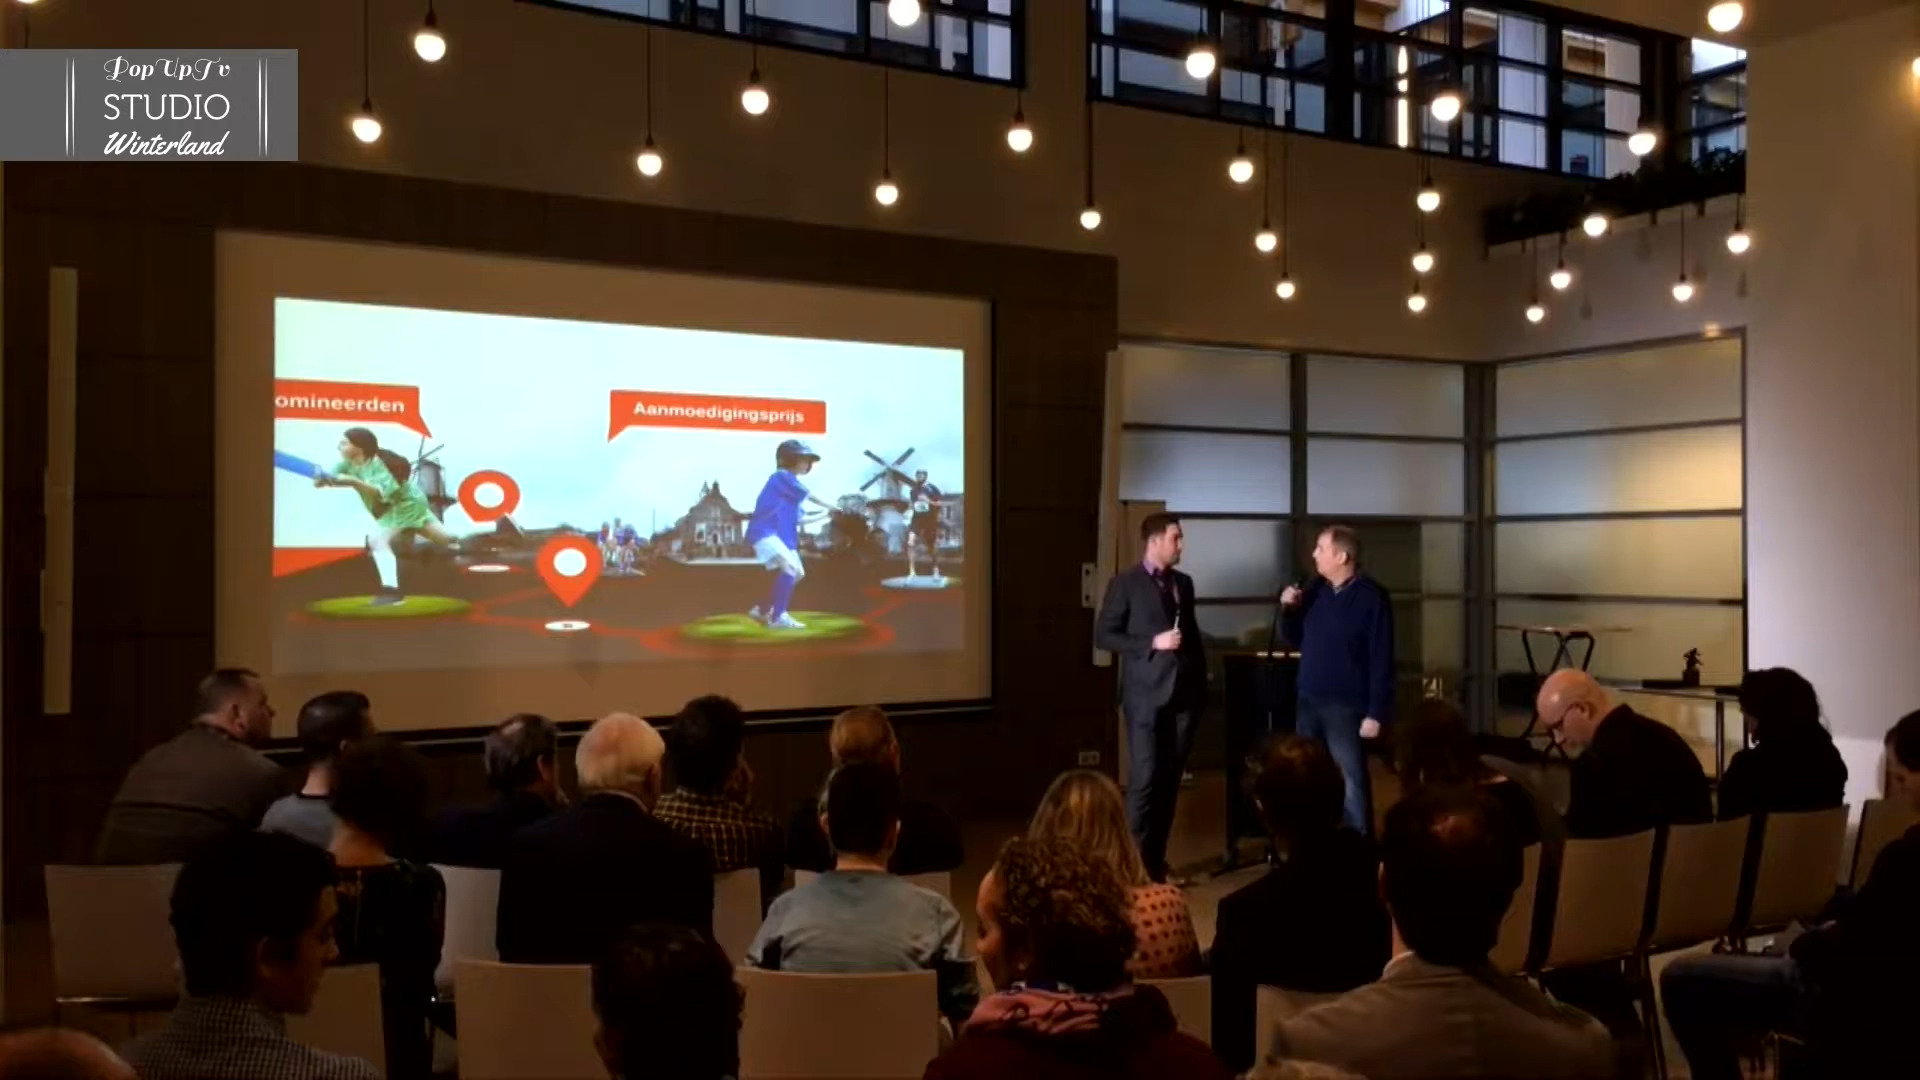 PopUpTv
STUDIO
Winterland
omineerden
Aanmoedigingsprijs